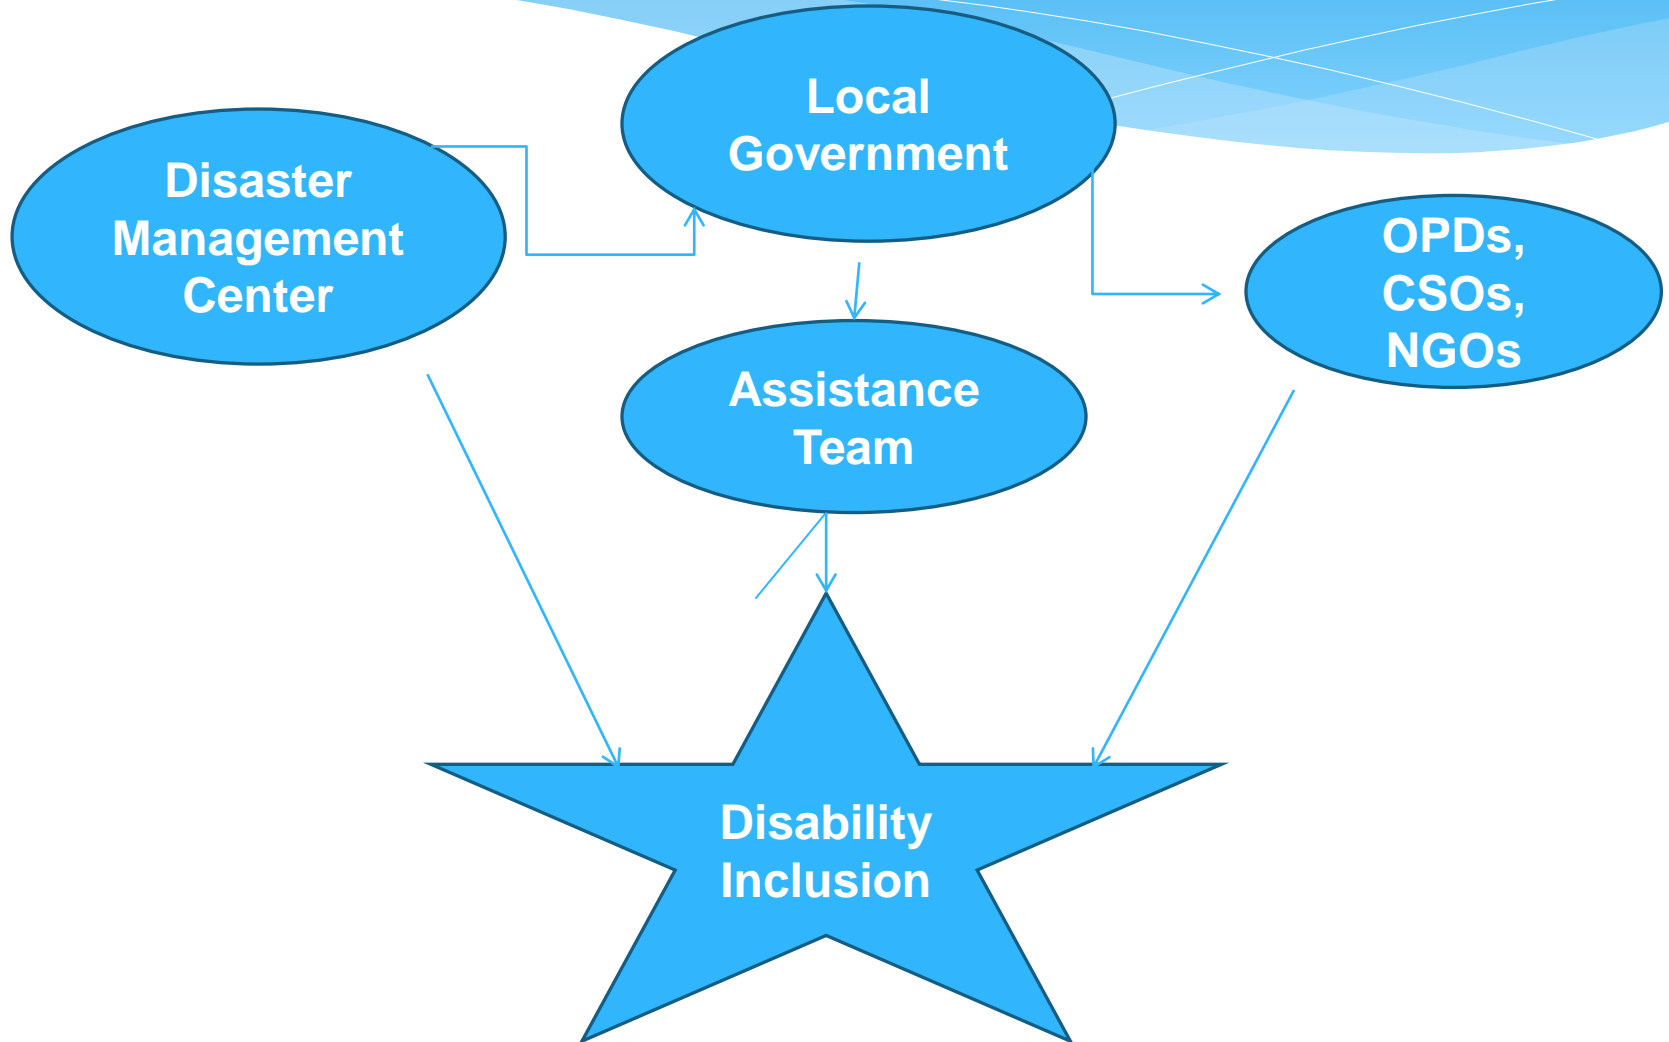 Local
Government
Disaster
Management
Center
OPDs,
CSOs,
NGOs
Assistance
Team
Disability
Inclusion